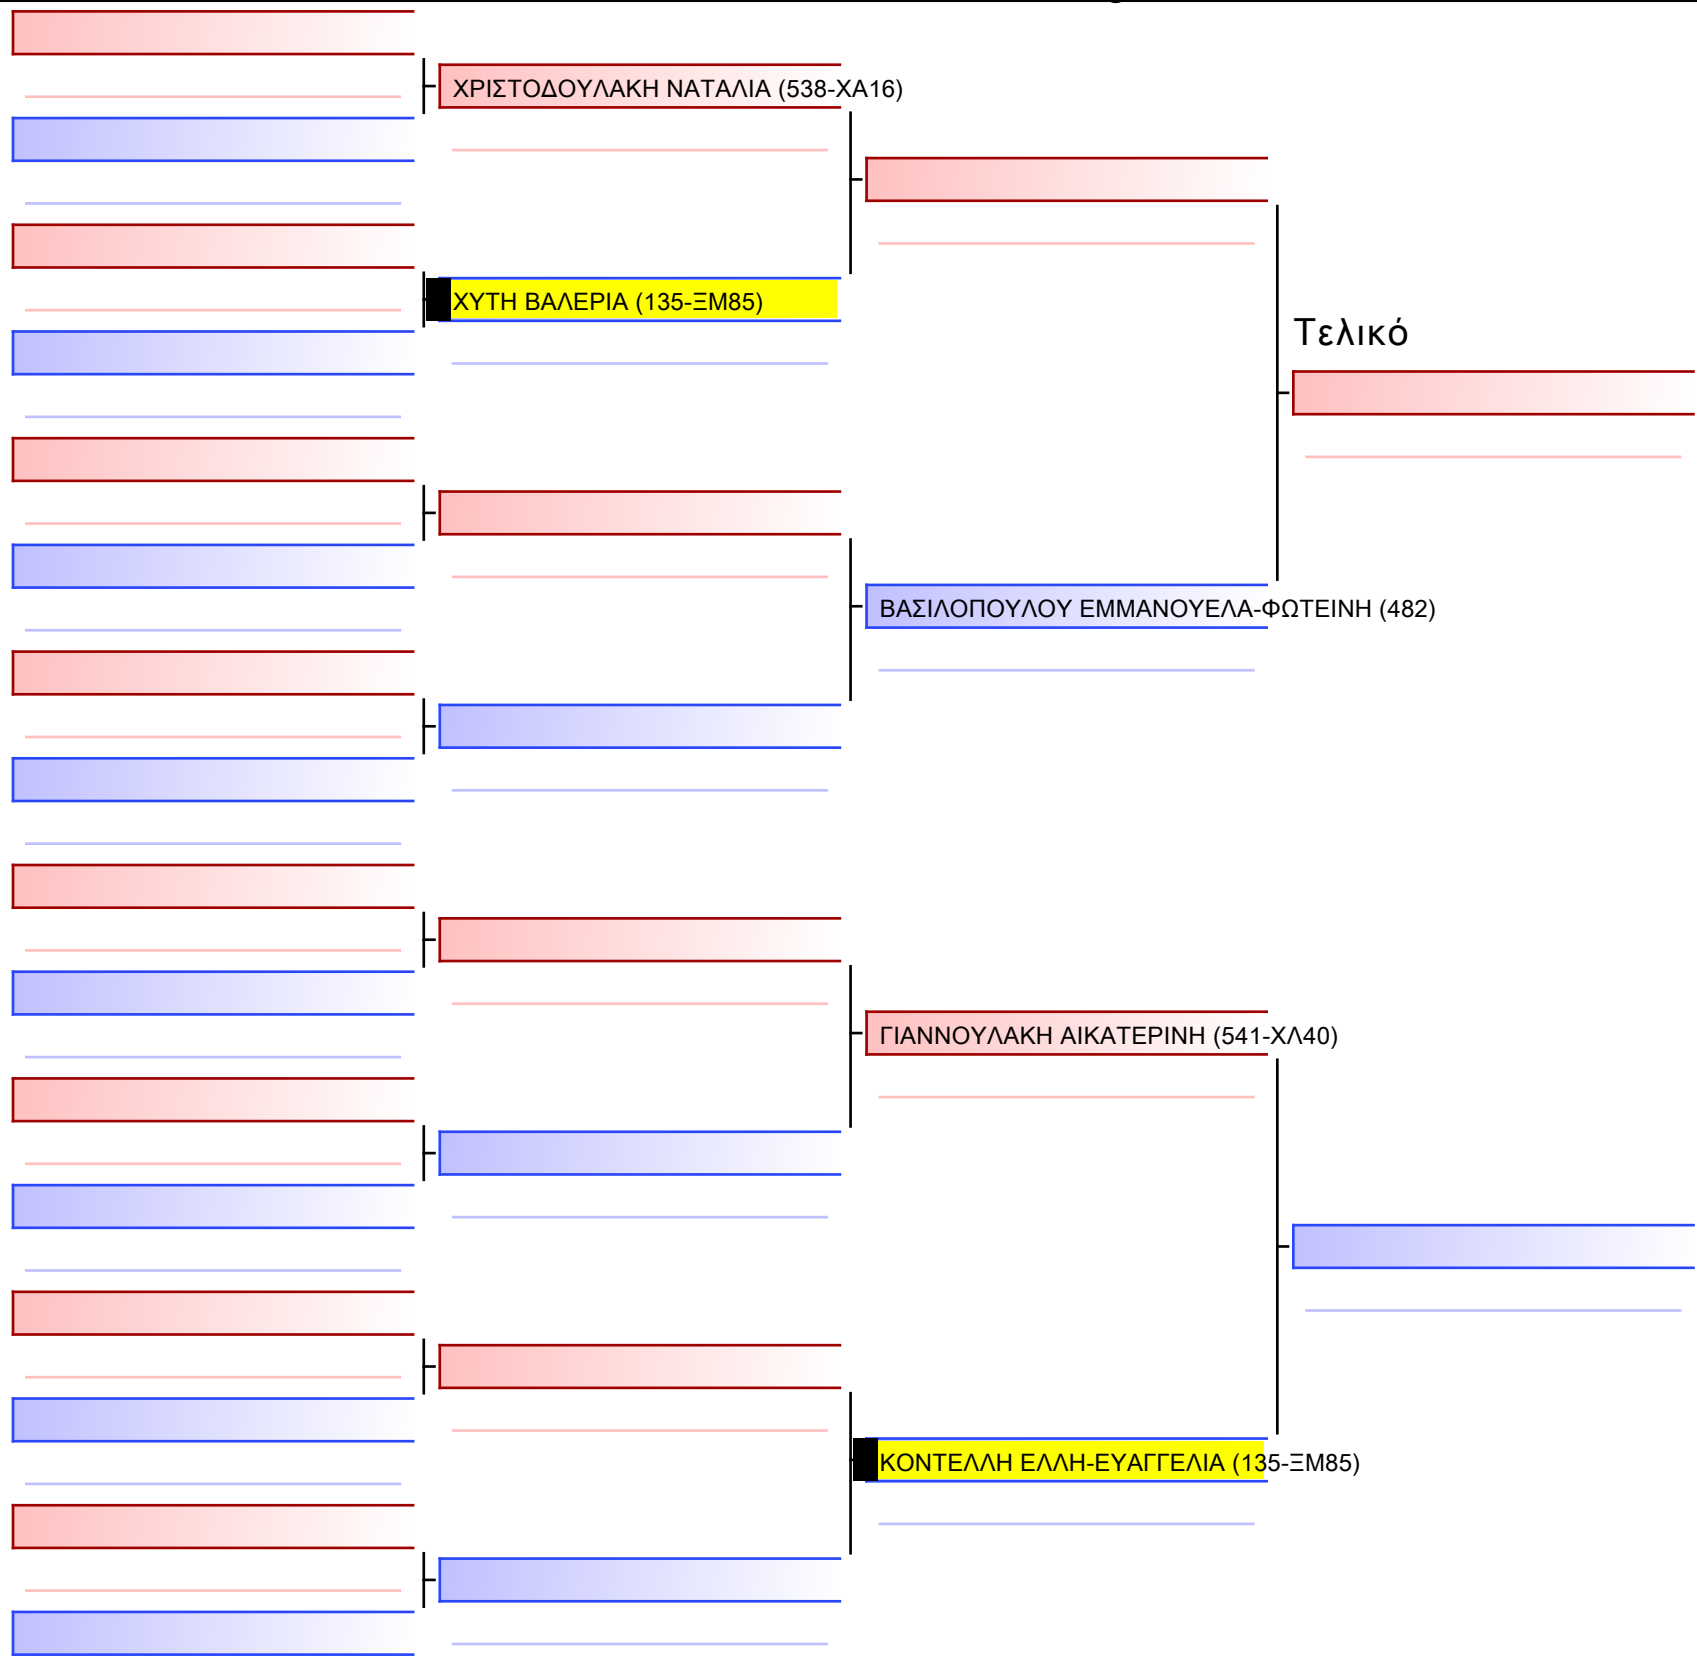 ΧΡΙΣΤΟΔΟΥΛΑΚΗ ΝΑΤΑΛΙΑ (538-ΧΑ16)
ΧΥΤΗ ΒΑΛΕΡΙΑ (135-ΞΜ85)
Τελικό
ΒΑΣΙΛΟΠΟΥΛΟΥ ΕΜΜΑΝΟΥΕΛΑ-ΦΩΤΕΙΝΗ (482)
ΓΙΑΝΝΟΥΛΑΚΗ ΑΙΚΑΤΕΡΙΝΗ (541-ΧΛ40)
ΚΟΝΤΕΛΛΗ ΕΛΛΗ-ΕΥΑΓΓΕΛΙΑ (135-ΞΜ85)